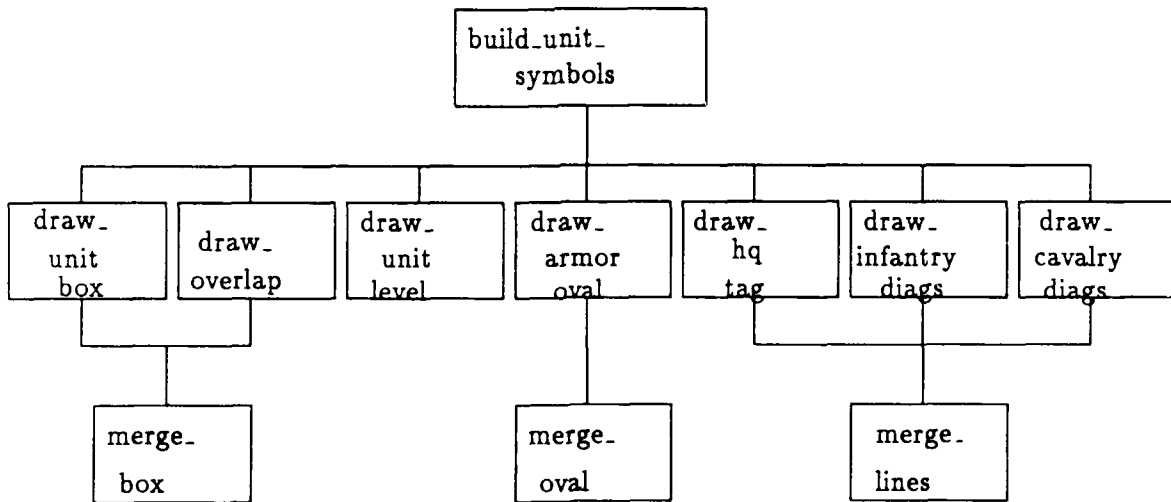 build_unit_
symbols
draw_
unit
box
draw_
overlap
draw_
unit
level
draw_
armor
oval
draw_
hq
tag
draw_
infantry
diags
draw_
cavalry
diags
merge_
box
merge_
oval
merge_
lines